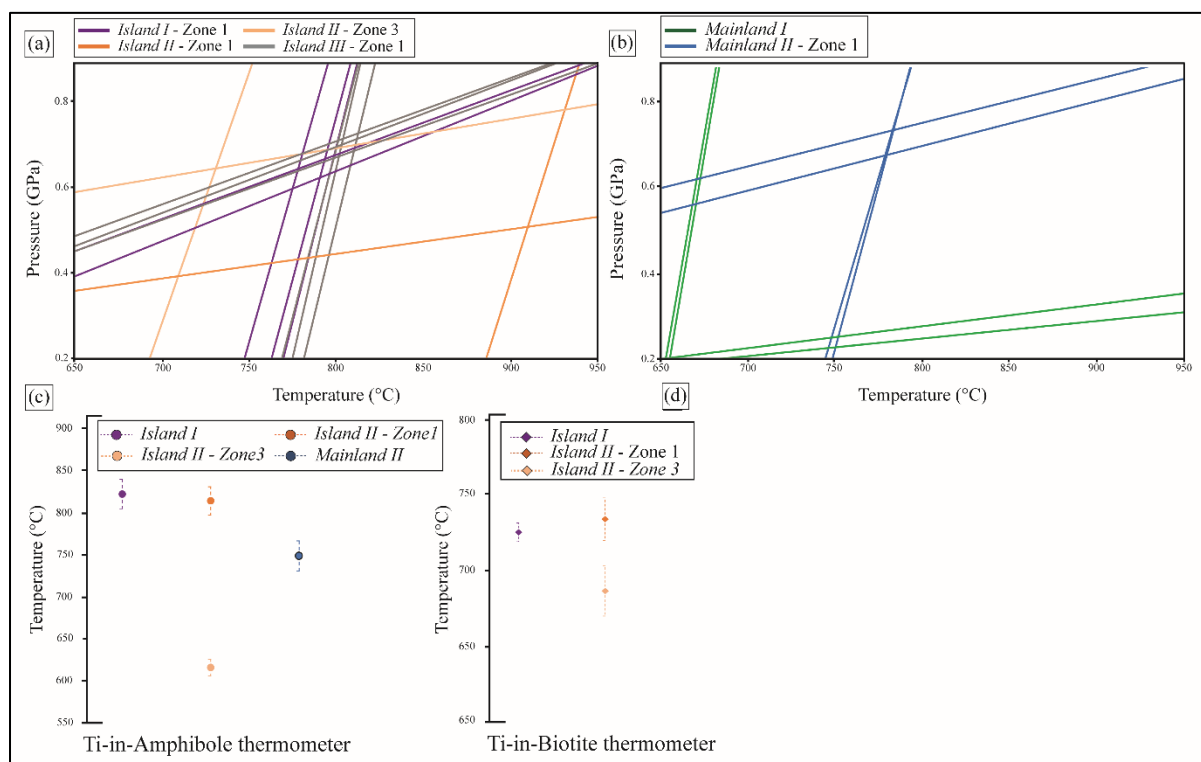 (a)
Island I - Zone 1
Island II - Zone 3
Island II - Zone 1
Island III - Zone 1
(b)
Mainland I
Mainland II - Zone 1
Pressure (GPa)
0.8
0.6
0.4
0.2
650
700
750
800
850
900
950
Temperature (°C)
Pressure (GPa)
0.8
0.6
0.4
0.2
650
700
750
800
850
900
950
Temperature (°C)
(c)
Island I
Island II - Zone1
Island II - Zone3
Mainland II
Temperature (°C)
900
850
800
750
700
650
600
550
Ti-in-Amphibole thermometer
(d)
Island I
Island II - Zone 1
Island II - Zone 3
Temperature (°C)
800
750
700
650
650
Ti-in-Biotite thermometer